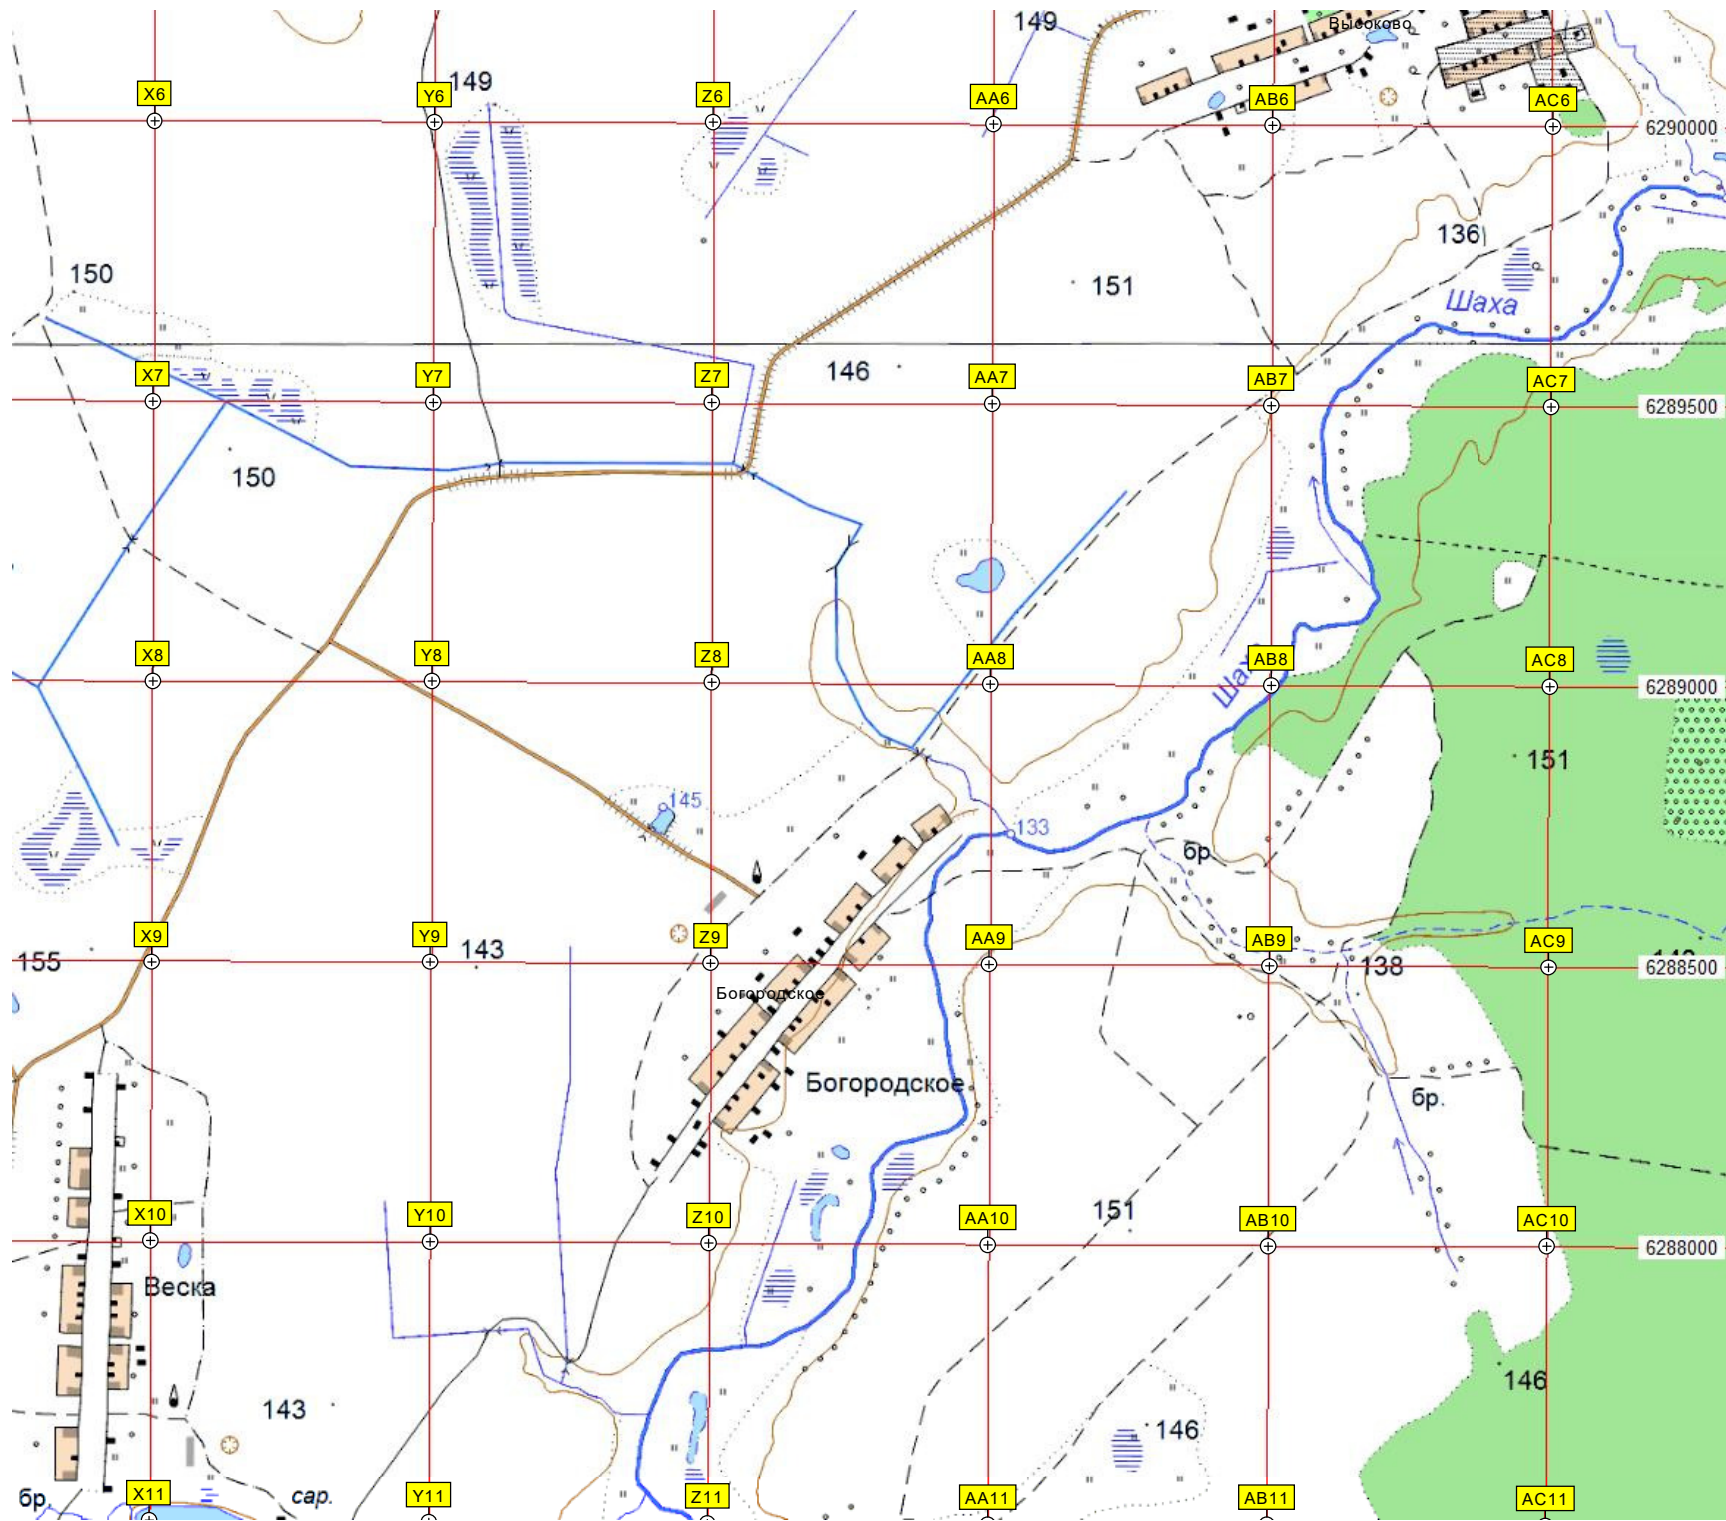 149
Высоково
149
X6
Y6
Z6
AA6
AB6
AC6
6290000
136
150
151
Шаха
146
X7
Y7
Z7
AA7
AB7
AC7
6289500
150
X8
Y8
Z8
AA8
AB8
AC8
Шаха
6289000
151
145
133
бр.
X9
Y9
Z9
AA9
AB9
AC9
155
143
138
6288500
Богородское
Богородское
бр.
X10
Y10
Z10
AA10
AB10
AC10
151
6288000
Веска
146
143
146
бр.
X11
сар.
Y11
Z11
AA11
AB11
AC11